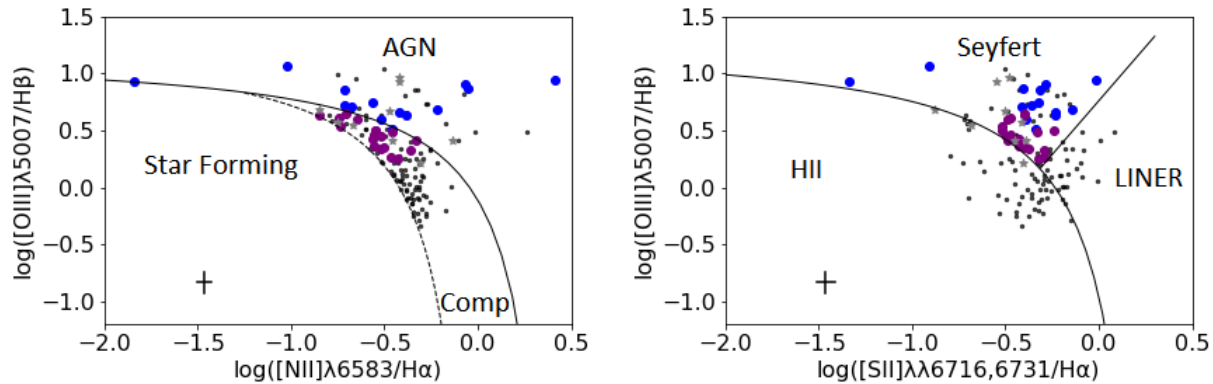 1.5
1.0
0.5
0.0
−0.5
−1.0
log([OIII]λ5007/Hβ)
AGN
Star Forming
Comp
−2.0 −1.5 −1.0 −0.5 0.0 0.5
log([NII]λ6583/Hα)
1.5
1.0
0.5
0.0
−0.5
−1.0
log([OIII]λ5007/Hβ)
Seyfert
HII
LINER
−2.0 −1.5 −1.0 −0.5 0.0 0.5
log([SII]λλ6716,6731/Hα)